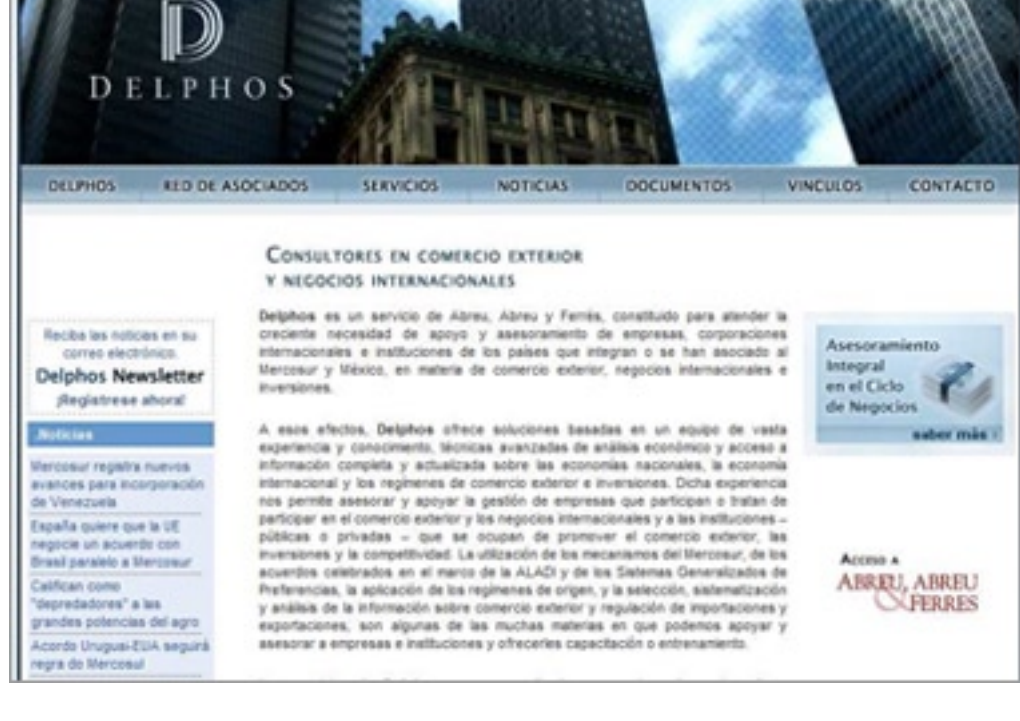 DELPHOS
DELPHOS RED DE ASOCIADOS SERVICIOS NOTICIAS DOCUMENTOS VINCULOS CONTACTO
CONSULTORES EN COMERCIO EXTERIOR
Y NEGOCIOS INTERNACIONALES
Delphos es un servicio de Abreu, Abreu y Ferrés, constituido para atender la
creciente necesidad de apoyo y asesoramiento de empresas, corporaciones
internacionales e instituciones de los países que integran o se han asociado al
Mercosur y México, en materia de comercio exterior, negocios internacionales e
inversiones.
A esos efectos, Delphos ofrece soluciones basadas en un equipo de vasta
experiencia y conocimiento, técnicas avanzadas de análisis económico y acceso a
información completa y actualizada sobre las economías nacionales, la economía
internacional y los regímenes de comercio exterior e inversiones. Dicha experiencia
nos permite asesorar y apoyar la gestión de empresas que participan o tratan de
participar en el comercio exterior y los negocios internacionales y a las instituciones –
públicas o privadas – que se ocupan de promover el comercio exterior, las
inversiones y la competitividad. La utilización de los mecanismos del Mercosur, de los
acuerdos celebrados en el marco de la ALADI y de los Sistemas Generalizados de
Preferencias, la aplicación de los regímenes de origen, y la selección, sistematización
y análisis de la información sobre comercio exterior y regulación de importaciones y
exportaciones, son algunas de las muchas materias en que podemos apoyar y
asesorar a empresas e instituciones y ofrecerles capacitación o entrenamiento.
Reciba las noticias en su
correo electrónico.
Delphos Newsletter
¡Regístrese ahora!
.Noticias
Mercosur registra nuevos
avances para incorporación
de Venezuela
España quiere que la UE
negocie un acuerdo con
Brasil paralelo a Mercosur
Califican como
"depredadores" a las
grandes potencias del agro
Acordo Uruguai-EUA seguirá
regra do Mercosul
Asesoramiento
Integral
en el Ciclo
de Negocios
saber más
ACCESO A
ABREU, ABREU
& FERRES